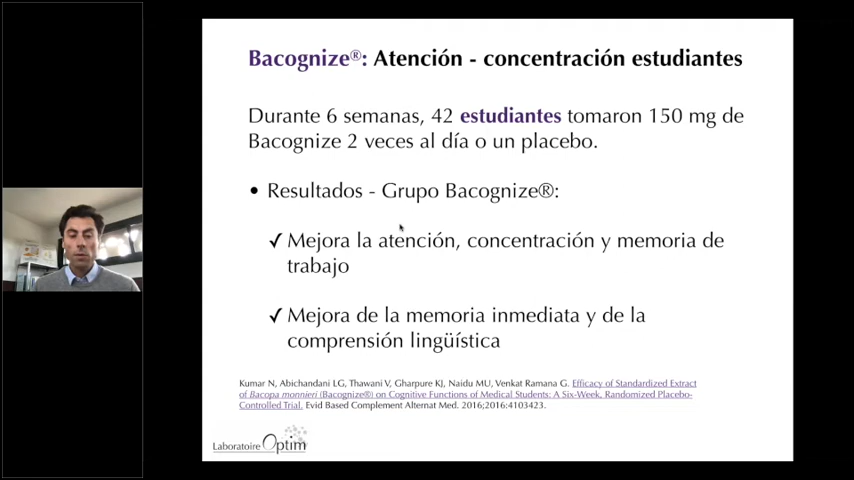 Bacognize®: Atención - concentración estudiantes
Durante 6 semanas, 42 estudiantes tomaron 150 mg de
Bacognize 2 veces al día o un placebo.
• Resultados - Grupo Bacognize®:
✓ Mejora la atención, concentración y memoria de
trabajo
✓ Mejora de la memoria inmediata y de la
comprensión lingüística
Kumar N, Abichandani LG, Thawani V, Gharpure KJ, Naidu MU, Venkat Ramana G. Efficacy of Standardized Extract
of Bacopa monnieri (Bacognize®) on Cognitive Functions of Medical Students: A Six-Week, Randomized Placebo-
Controlled Trial. Evid Based Complement Alternat Med. 2016;2016:4103423.
Laboratoire Optim